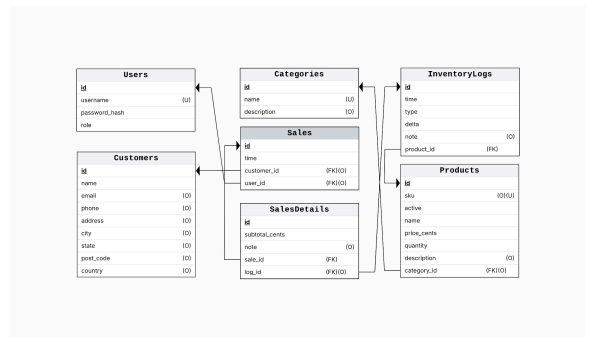 Users
id
username (U)
password_hash
role
Customers
id
name
email (O)
phone (O)
address (O)
city (O)
state (O)
post_code (O)
country (O)
Categories
id
name (U)
description (O)
Sales
id
time
customer_id (FK)(O)
user_id (FK)(O)
SalesDetails
id
subtotal_cents
note (O)
sale_id (FK)
log_id (FK)(O)
InventoryLogs
id
time
type
delta
note (O)
product_id (FK)
Products
id
sku (O)(U)
active
name
price_cents
quantity
description (O)
category_id (FK)(O)